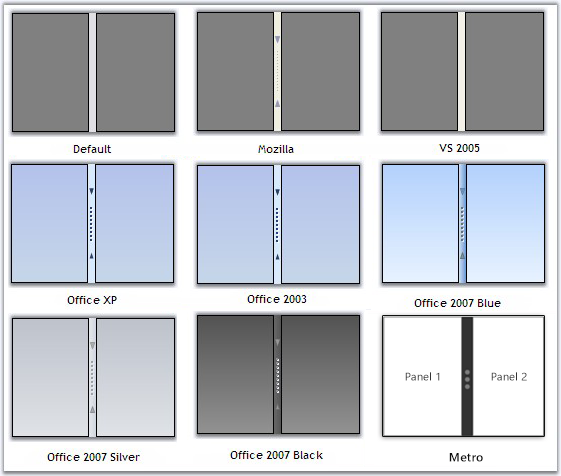 Default
Mozilla
VS 2005
Office XP
Office 2003
Office 2007 Blue
Panel 1
Panel 2
Office 2007 Silver
Office 2007 Black
Metro